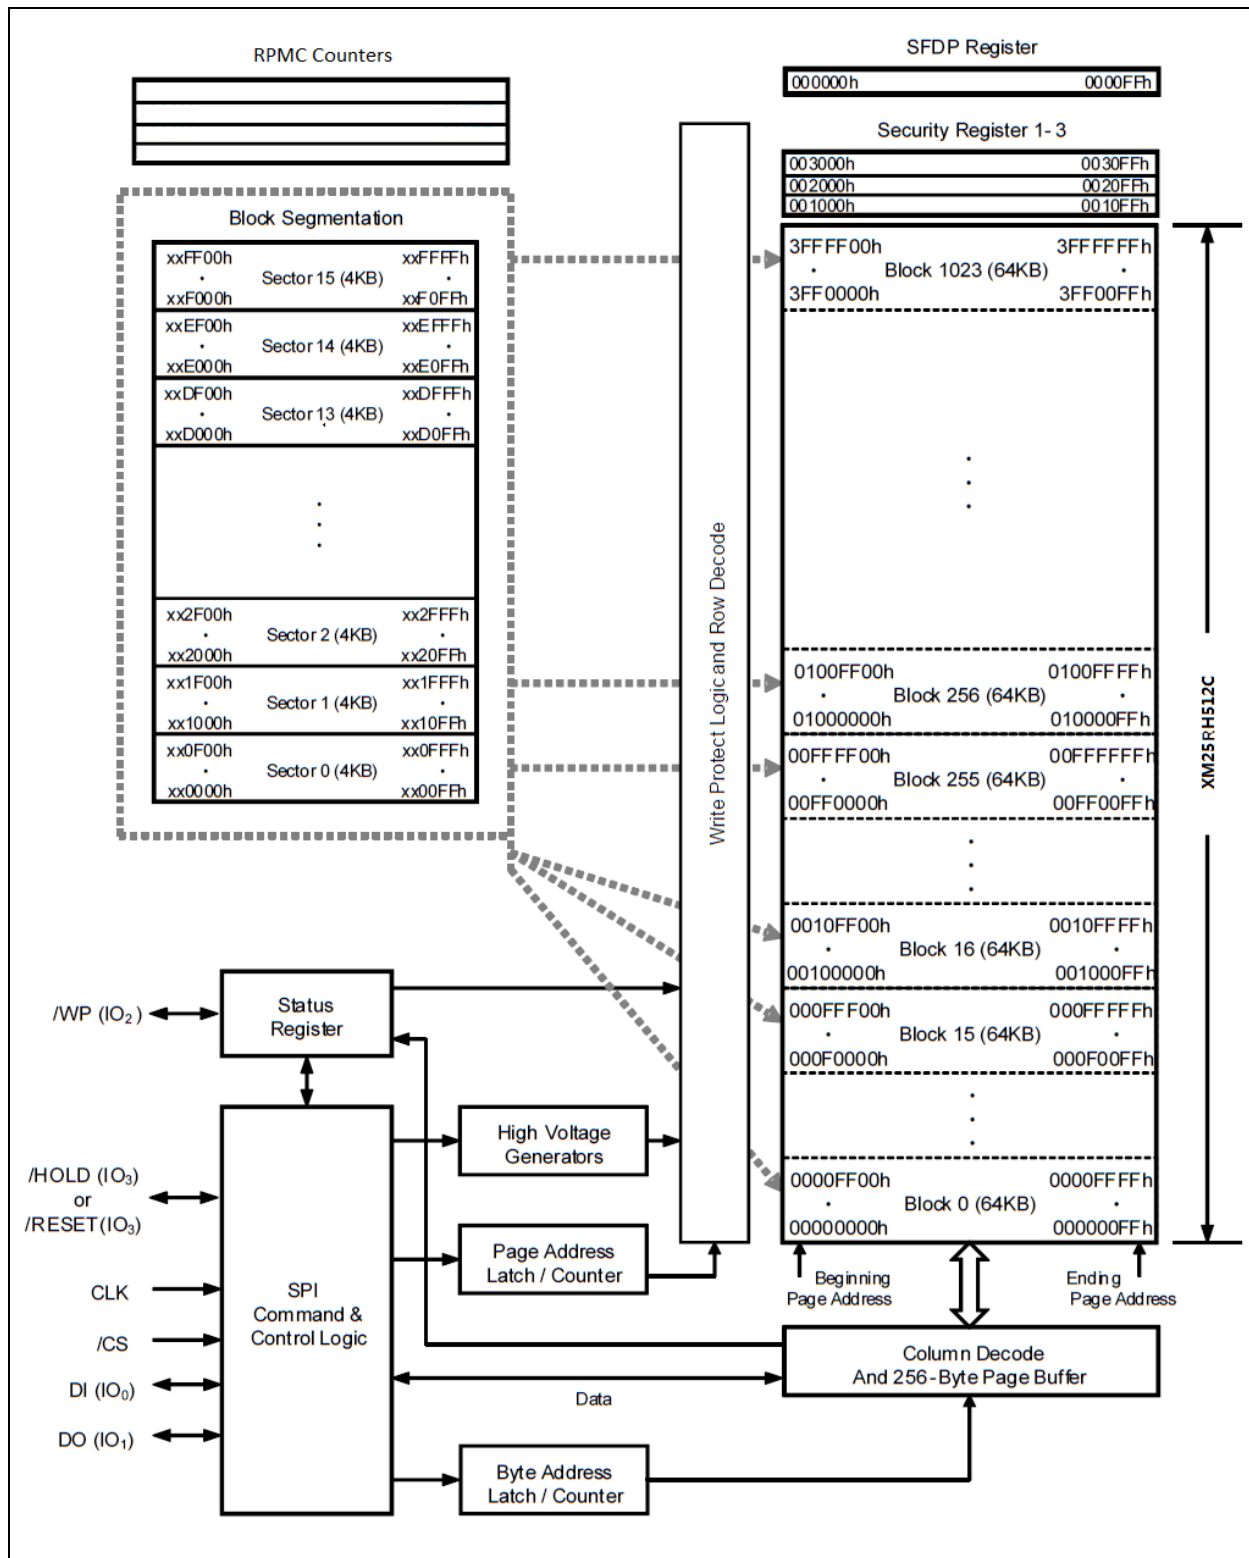 RPMC Counters
SFDP Register
000000h 0000FFh
Security Register 1-3
003000h 0030FFh
002000h 0020FFh
001000h 0010FFh
Block Segmentation
xxFF00h xxFFFFh
Sector 15 (4KB)
xxF000h xxF0FFh
xxEF00h xxEFFFh
Sector 14 (4KB)
xxE000h xxE0FFh
xxDF00h xxDFFFh
Sector 13 (4KB)
xxD000h xxD0FFh
xx2F00h xx2FFFh
Sector 2 (4KB)
xx2000h xx20FFh
xx1F00h xx1FFFh
Sector 1 (4KB)
xx1000h xx10FFh
xx0F00h xx0FFFh
Sector 0 (4KB)
xx0000h xx00FFh
Write Protect Logic and Row Decode
3FFFF00h 3FFFFFFh
Block 1023 (64KB)
3FF0000h 3FF00FFh
0100FF00h 0100FFFFh
Block 256 (64KB)
01000000h 010000FFh
00FFFF00h 00FFFFFFh
Block 255 (64KB)
00FF0000h 00FF00FFh
0010FF00h 0010FFFFh
Block 16 (64KB)
00100000h 001000FFh
000FFF00h 000FFFFFh
Block 15 (64KB)
000F0000h 000F00FFh
0000FF00h 0000FFFFh
Block 0 (64KB)
00000000h 000000FFh
XM25RH512C
Beginning
Page Address
Ending
Page Address
/WP (IO₂)
Status
Register
/HOLD (IO₃)
or
/RESET(IO₃)
CLK
/CS
DI (IO₀)
DO (IO₁)
SPI
Command &
Control Logic
High Voltage
Generators
Page Address
Latch / Counter
Column Decode
And 256-Byte Page Buffer
Data
Byte Address
Latch / Counter